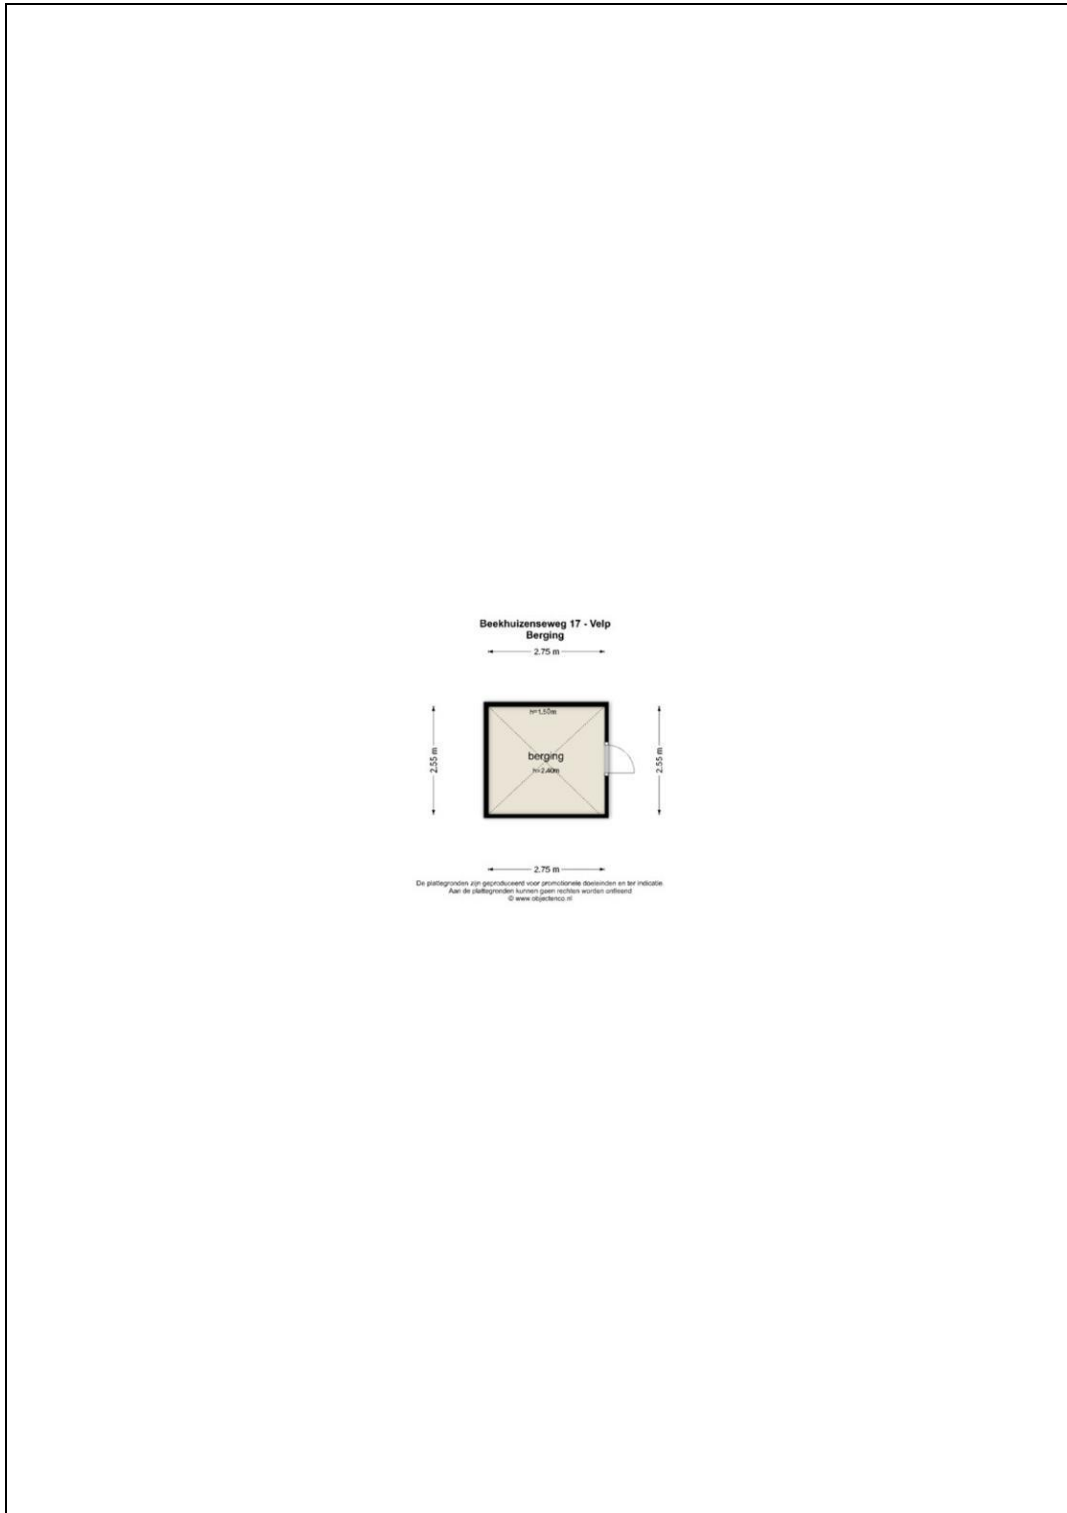 Beekhuizenseweg 17 - Velp
Berging
2.75 m
h=1.50m
2.55 m
berging
2.55 m
h=2.40m
2.75 m
De plattegronden zijn geproduceerd voor promotionele doeleinden en ter indicatie
Aan de plattegronden kunnen geen rechten worden ontleend
© www.objectenco.nl